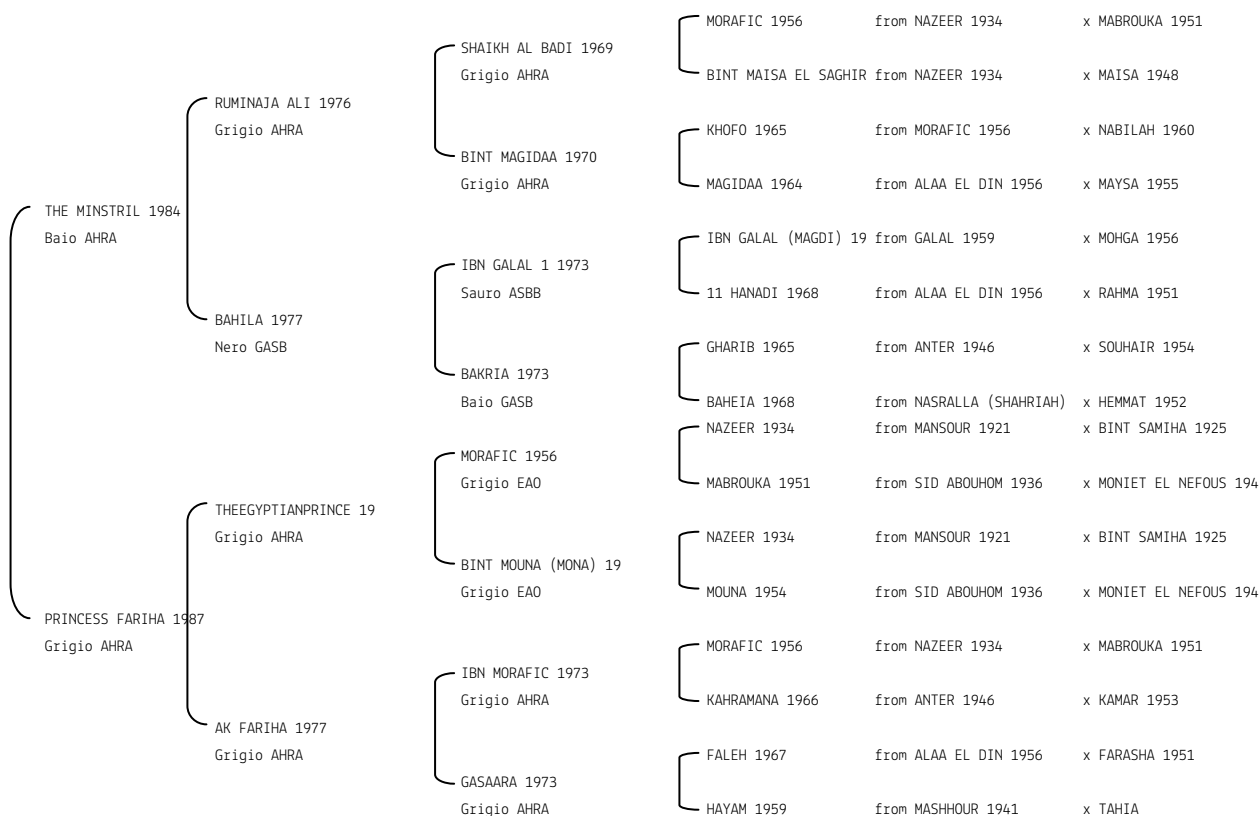 MORAFIC 1956 from NAZEER 1934 x MABROUKA 1951
SHAIKH AL BADI 1969
Grigio AHRA
BINT MAISA EL SAGHIR from NAZEER 1934 x MAISA 1948
RUMINAJA ALI 1976
Grigio AHRA
KHOFO 1965 from MORAFIC 1956 x NABILAH 1960
BINT MAGIDAA 1970
Grigio AHRA
MAGIDAA 1964 from ALAA EL DIN 1956 x MAYSA 1955
THE MINSTRIL 1984
Baio AHRA
IBN GALAL (MAGDI) 19 from GALAL 1959 x MOHGA 1956
IBN GALAL 1 1973
Sauro ASBB
11 HANADI 1968 from ALAA EL DIN 1956 x RAHMA 1951
BAHILA 1977
Nero GASB
GHARIB 1965 from ANTER 1946 x SOUHAIR 1954
BAKRIA 1973
Baio GASB
BAHEIA 1968 from NASRALLA (SHAHRIAH) x HEMMAT 1952
NAZEER 1934 from MANSOUR 1921 x BINT SAMIHA 1925
MORAFIC 1956
Grigio EAO
MABROUKA 1951 from SID ABOUHOM 1936 x MONIET EL NEFOUS 194
THEEGYPTIANPRINCE 19
Grigio AHRA
NAZEER 1934 from MANSOUR 1921 x BINT SAMIHA 1925
BINT MOUNA (MONA) 19
Grigio EAO
MOUNA 1954 from SID ABOUHOM 1936 x MONIET EL NEFOUS 194
PRINCESS FARIHA 1987
Grigio AHRA
MORAFIC 1956 from NAZEER 1934 x MABROUKA 1951
IBN MORAFIC 1973
Grigio AHRA
KAHRAMANA 1966 from ANTER 1946 x KAMAR 1953
AK FARIHA 1977
Grigio AHRA
FALEH 1967 from ALAA EL DIN 1956 x FARASHA 1951
GASAARA 1973
Grigio AHRA
HAYAM 1959 from MASHHOUR 1941 x TAHIA